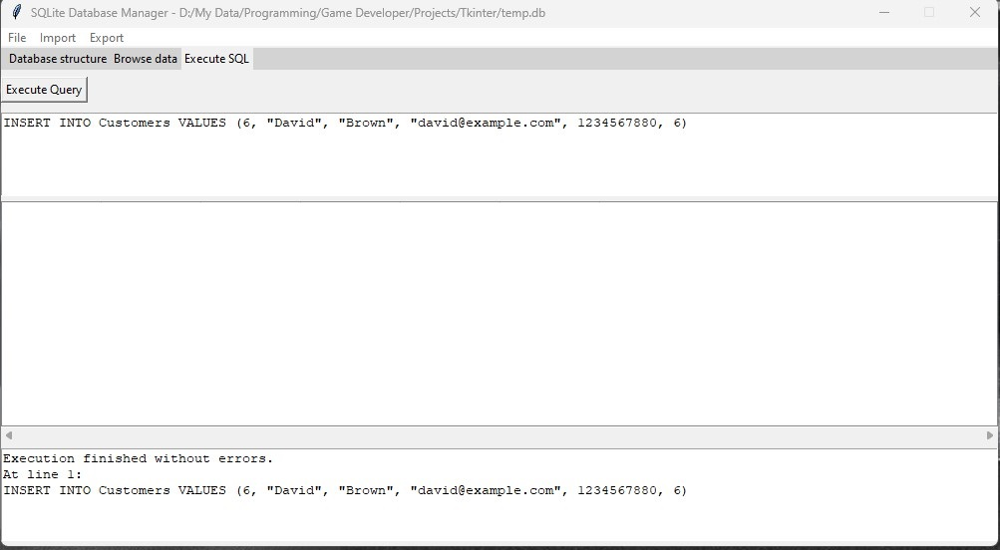 SQLite Database Manager - D:/My Data/Programming/Game Developer/Projects/Tkinter/temp.db
File Import Export
Database structure Browse data Execute SQL
Execute Query
INSERT INTO Customers VALUES (6, "David", "Brown", "david@example.com", 1234567880, 6)
Execution finished without errors.
At line 1:
INSERT INTO Customers VALUES (6, "David", "Brown", "david@example.com", 1234567880, 6)